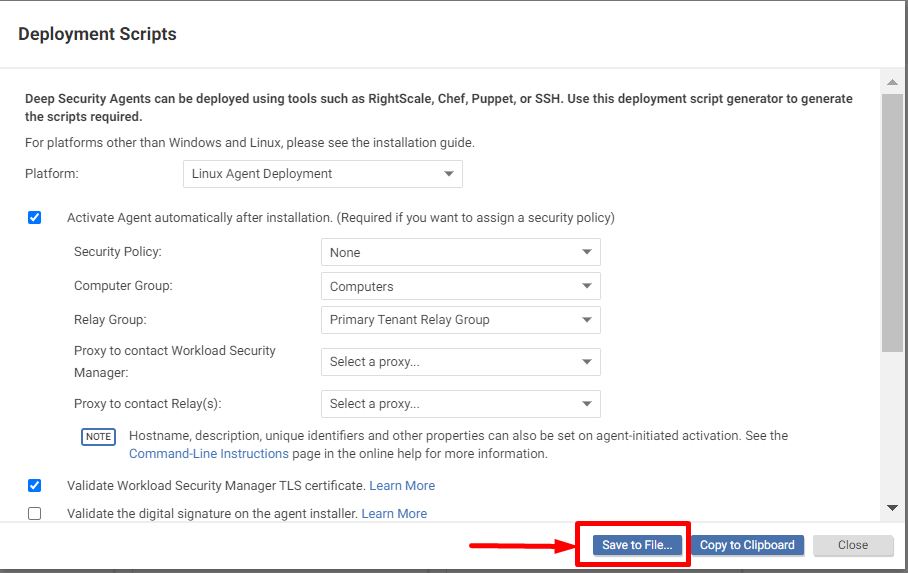 Deployment Scripts
Deep Security Agents can be deployed using tools such as RightScale, Chef, Puppet, or SSH. Use this deployment script generator to generate
the scripts required.
For platforms other than Windows and Linux, please see the installation guide.
Platform: Linux Agent Deployment
Activate Agent automatically after installation. (Required if you want to assign a security policy)
Security Policy: None
Computer Group: Computers
Relay Group: Primary Tenant Relay Group
Proxy to contact Workload Security
Manager: Select a proxy...
Proxy to contact Relay(s): Select a proxy...
NOTE Hostname, description, unique identifiers and other properties can also be set on agent-initiated activation. See the
Command-Line Instructions page in the online help for more information.
Validate Workload Security Manager TLS certificate. Learn More
Validate the digital signature on the agent installer. Learn More
Save to File... Copy to Clipboard Close